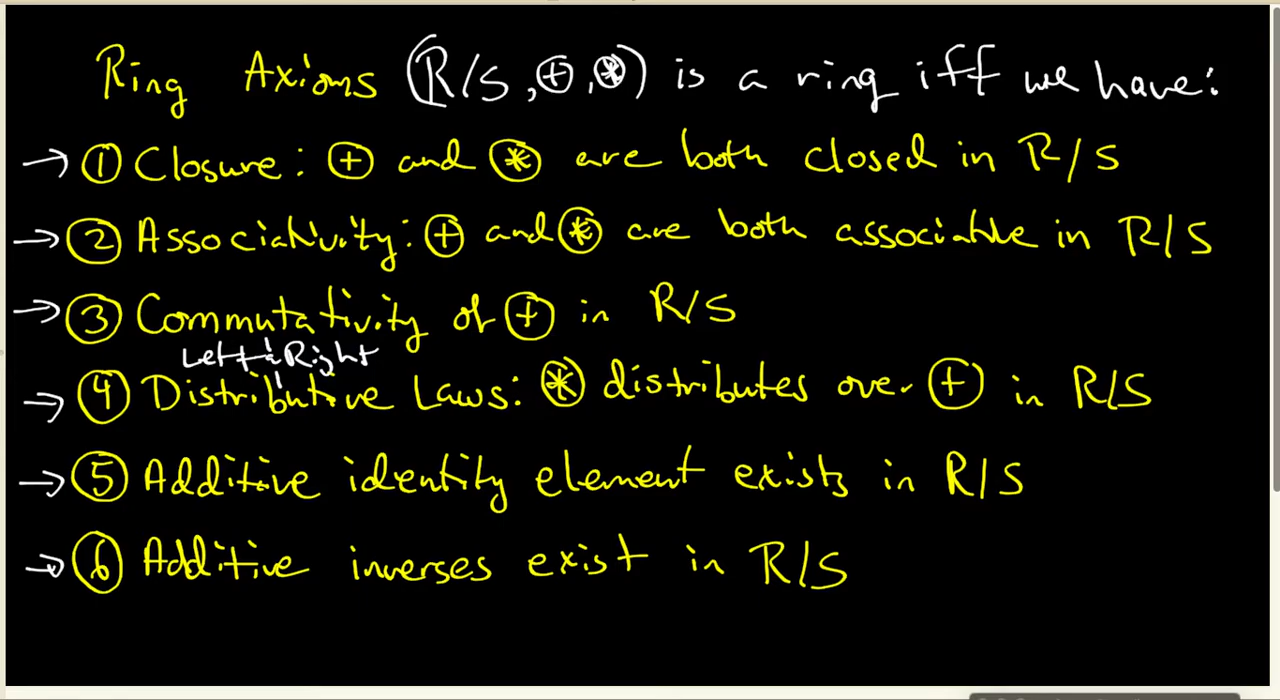 Ring Axioms (R/S, ⊕, ⊛) is a ring iff we have:
→ ① Closure: ⊕ and ⊛ are both closed in R/S
→ ② Associativity: ⊕ and ⊛ are both associable in R/S
→ ③ Commutativity of ⊕ in R/S
Left & Right
→ ④ Distributive Laws: ⊛ distributes over ⊕ in R/S
→ ⑤ Additive identity element exists in R/S
→ ⑥ Additive inverses exist in R/S